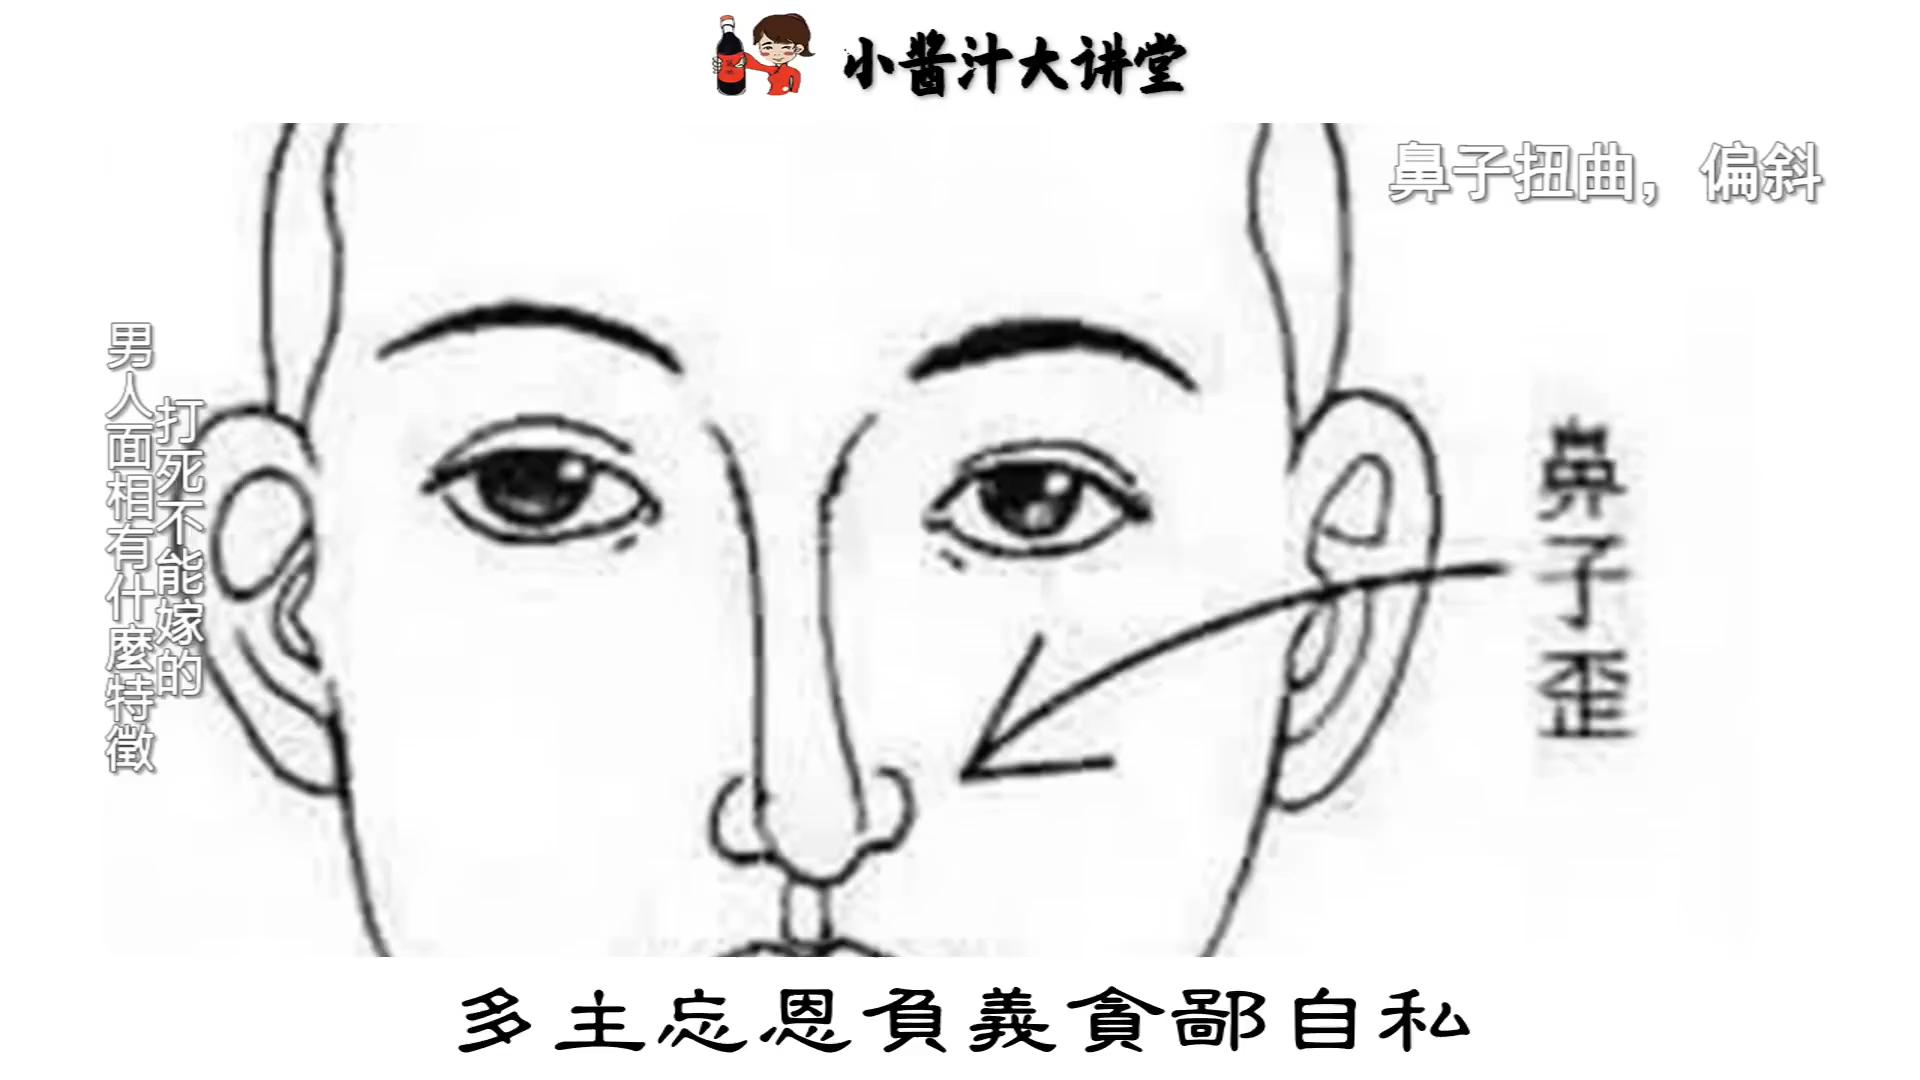 小酱汁大讲堂
鼻子扭曲，偏斜
打死不能嫁的
男人面相有什麼特徵
鼻子歪
多主忘恩負義貪鄙自私